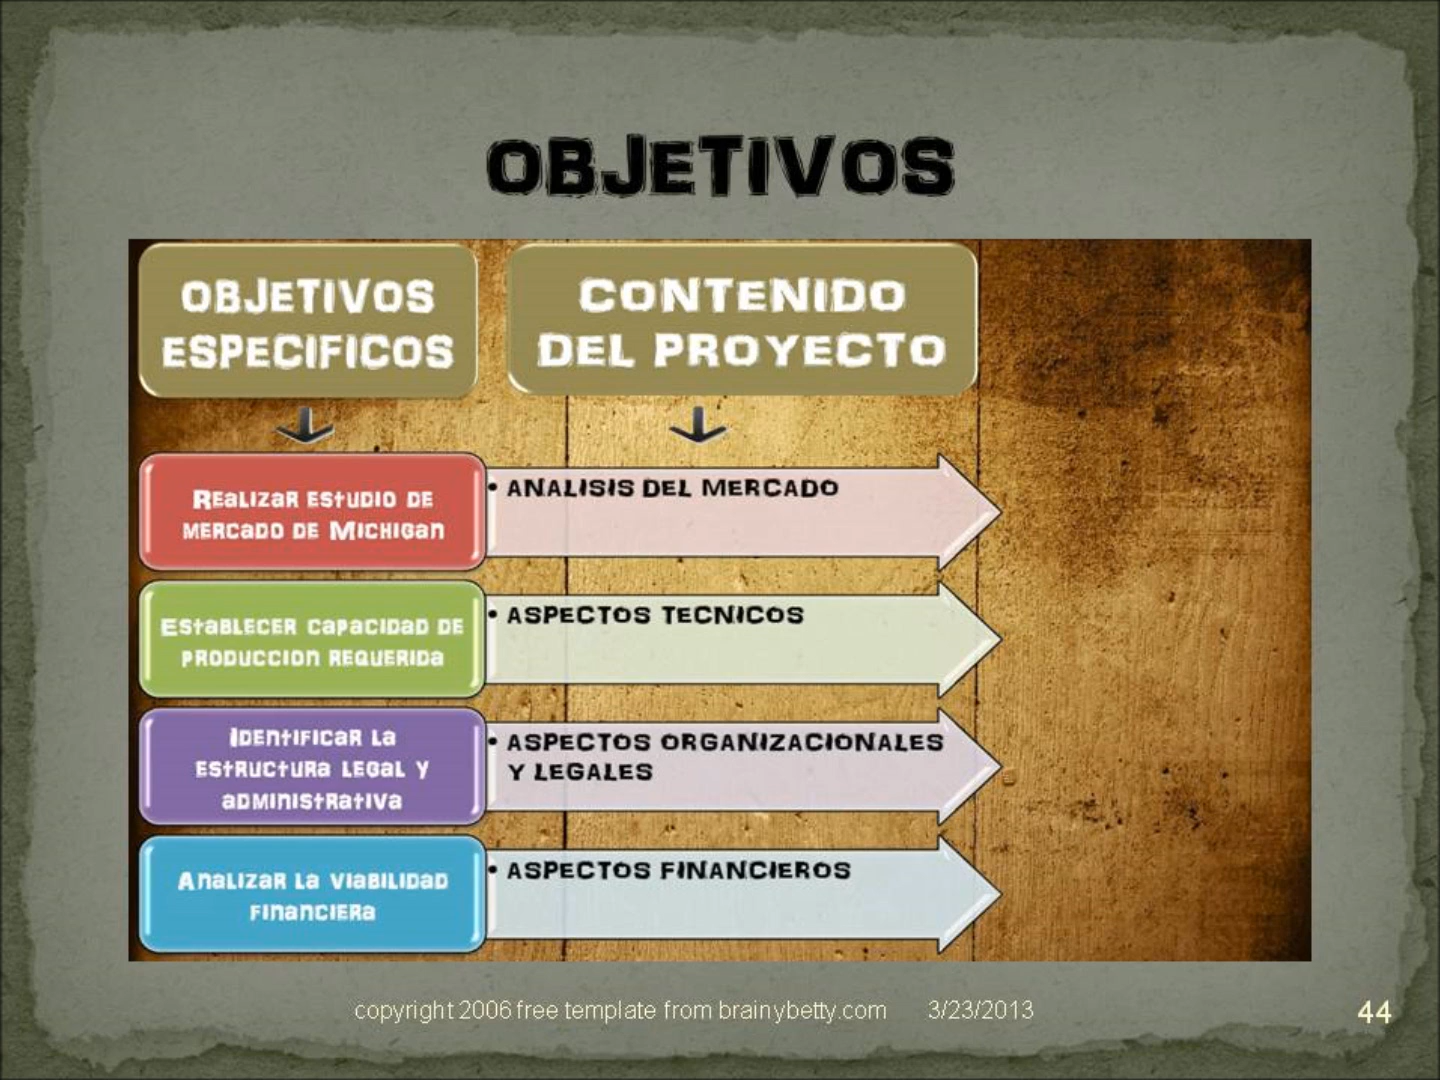 OBJETIVOS
OBJETIVOS
ESPECIFICOS
CONTENIDO
DEL PROYECTO
Realizar estudio de
mercado de Michigan
• ANALISIS DEL MERCADO
Establecer capacidad de
produccion requerida
• ASPECTOS TECNICOS
Identificar la
estructura legal y
administrativa
• ASPECTOS ORGANIZACIONALES
Y LEGALES
Analizar la viabilidad
financiera
• ASPECTOS FINANCIEROS
copyright 2006 free template from brainybetty.com 3/23/2013
44